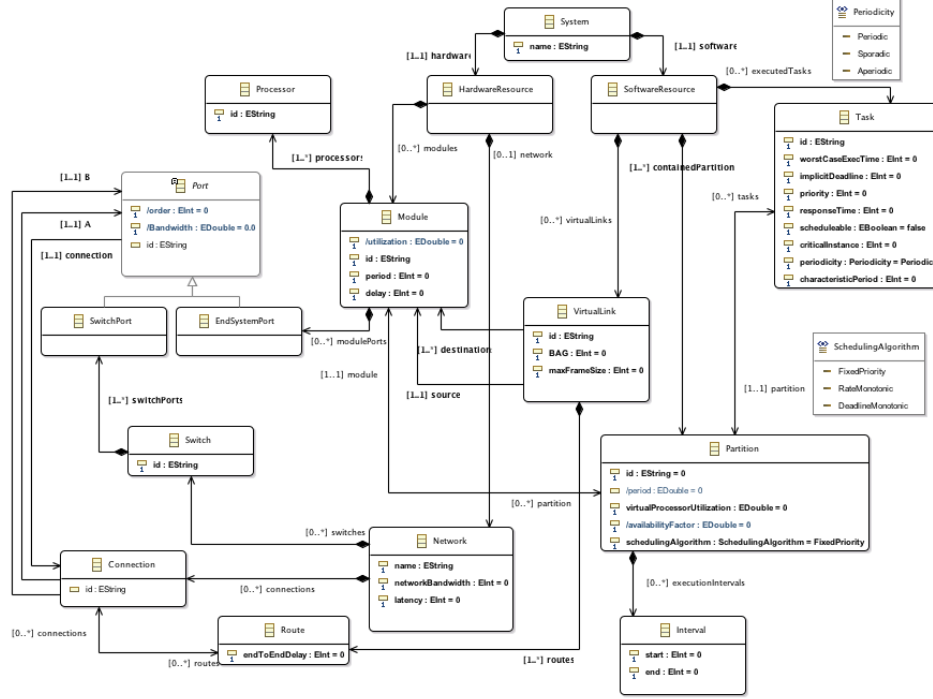 System
name : EString
Periodicity
Periodic
Sporadic
Aperiodic
[1..1] hardware
[1..1] software
[0..*] executedTasks
Processor
id : EString
HardwareResource
SoftwareResource
Task
id : EString
worstCaseExecTime : EInt = 0
implicitDeadline : EInt = 0
priority : EInt = 0
responseTime : EInt = 0
scheduleable : EBoolean = false
criticalInstance : EInt = 0
periodicity : Periodicity = Periodic
characteristicPeriod : EInt = 0
[1..*] processors
[0..*] modules
[0..1] network
[1..*] containedPartition
[0..*] tasks
[0..*] virtualLinks
[1..1] B
[1..1] A
[1..1] connection
Port
/order : EInt = 0
/Bandwidth : EDouble = 0.0
id : EString
Module
/utilization : EDouble = 0
id : EString
period : EInt = 0
delay : EInt = 0
SwitchPort
EndSystemPort
[0..*] modulePorts
[1..*] destination
[1..1] module
[1..1] source
VirtualLink
id : EString
BAG : EInt = 0
maxFrameSize : EInt = 0
SchedulingAlgorithm
FixedPriority
RateMonotonic
DeadlineMonotonic
[1..1] partition
[1..*] switchPorts
Switch
id : EString
Partition
id : EString = 0
/period : EDouble = 0
virtualProcessorUtilization : EDouble = 0
/availabilityFactor : EDouble = 0
schedulingAlgorithm : SchedulingAlgorithm = FixedPriority
[0..*] partition
[0..*] switches
Network
name : EString
networkBandwidth : EInt = 0
latency : EInt = 0
Connection
id : EString
[0..*] connections
[0..*] executionIntervals
[0..*] connections
Route
endToEndDelay : EInt = 0
[0..*] routes
[1..*] routes
Interval
start : EInt = 0
end : EInt = 0